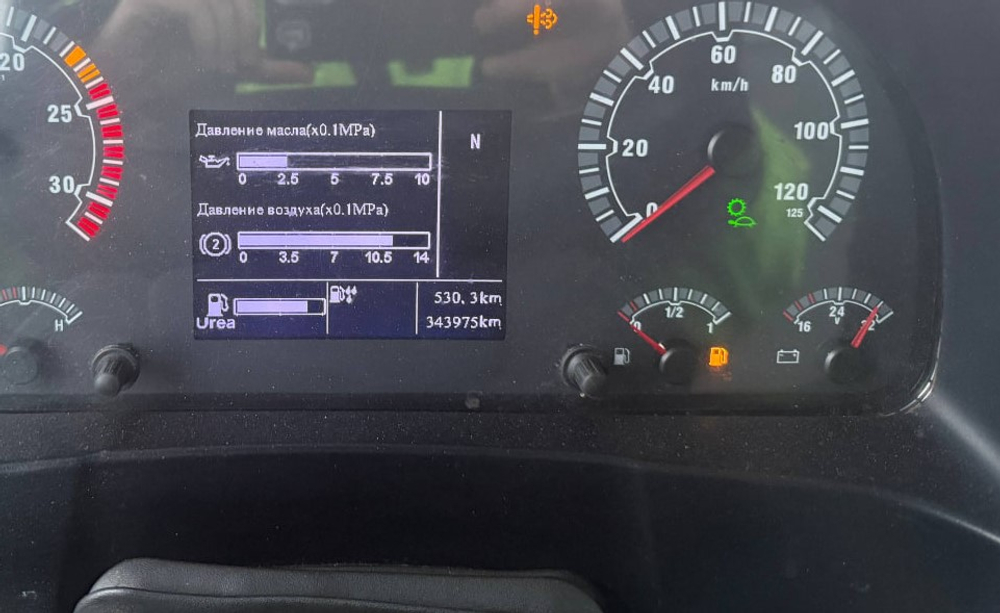 20
25
30
H
Давление масла(x0.1MPa)
0 2.5 5 7.5 10
Давление воздуха(x0.1MPa)
2
0 3.5 7 10.5 14
Urea
N
530, 3km
343975km
0 20 40 60 80 100 120
125
km/h
0 1/2 1
16 24
V